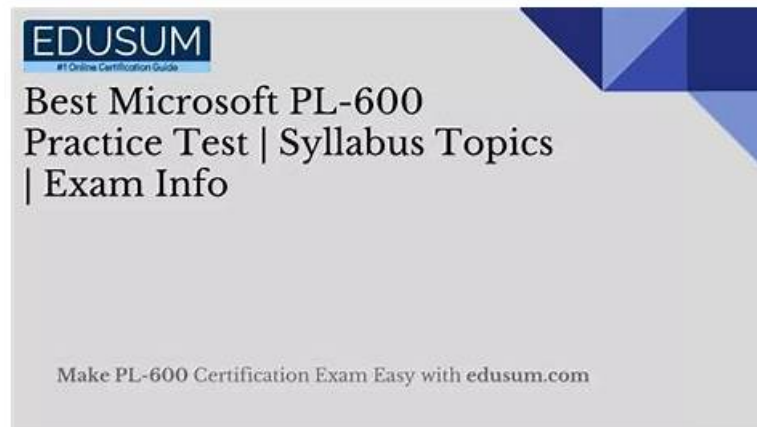 EDUSUM
#1 Online Certification Guide
Best Microsoft PL-600
Practice Test | Syllabus Topics
| Exam Info
Make PL-600 Certification Exam Easy with edusum.com